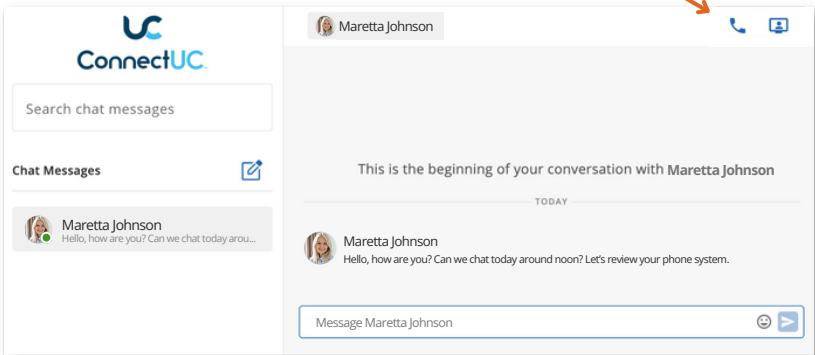 UC
ConnectUC
Search chat messages
Chat Messages
Maretta Johnson
Hello, how are you? Can we chat today arou...
Maretta Johnson
This is the beginning of your conversation with Maretta Johnson
TODAY
Maretta Johnson
Hello, how are you? Can we chat today around noon? Let's review your phone system.
Message Maretta Johnson